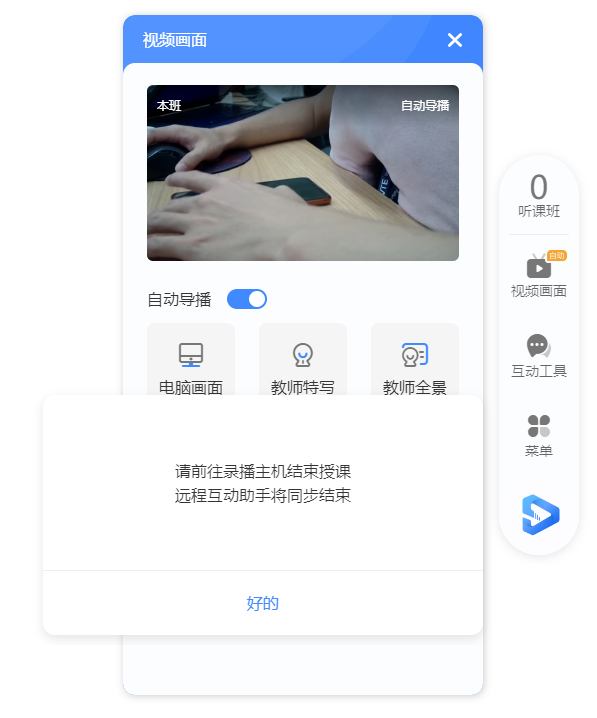 视频画面
本班
自动导播
自动导播
电脑画面
教师特写
教师全景
请前往录播主机结束授课
远程互动助手将同步结束
好的
0
听课班
自动
视频画面
互动工具
菜单